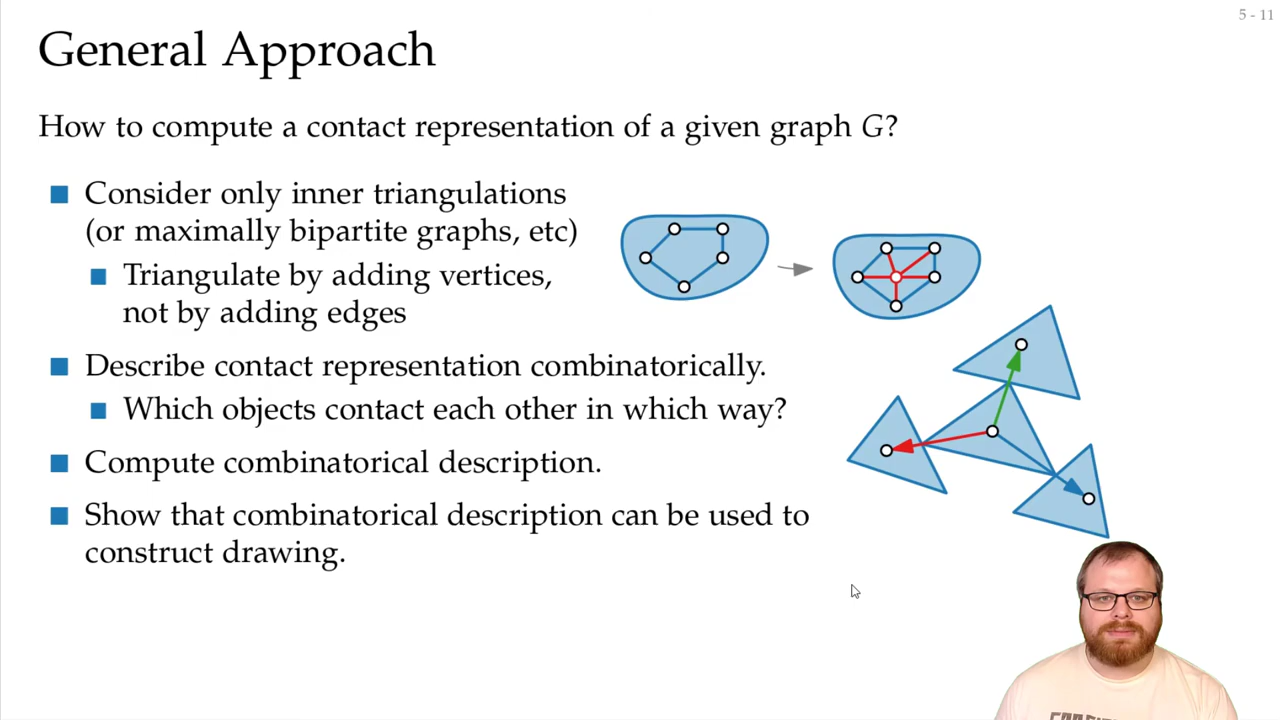 5 - 11
General Approach
How to compute a contact representation of a given graph G?
Consider only inner triangulations
(or maximally bipartite graphs, etc)
Triangulate by adding vertices,
not by adding edges
Describe contact representation combinatorically.
Which objects contact each other in which way?
Compute combinatorical description.
Show that combinatorical description can be used to
construct drawing.